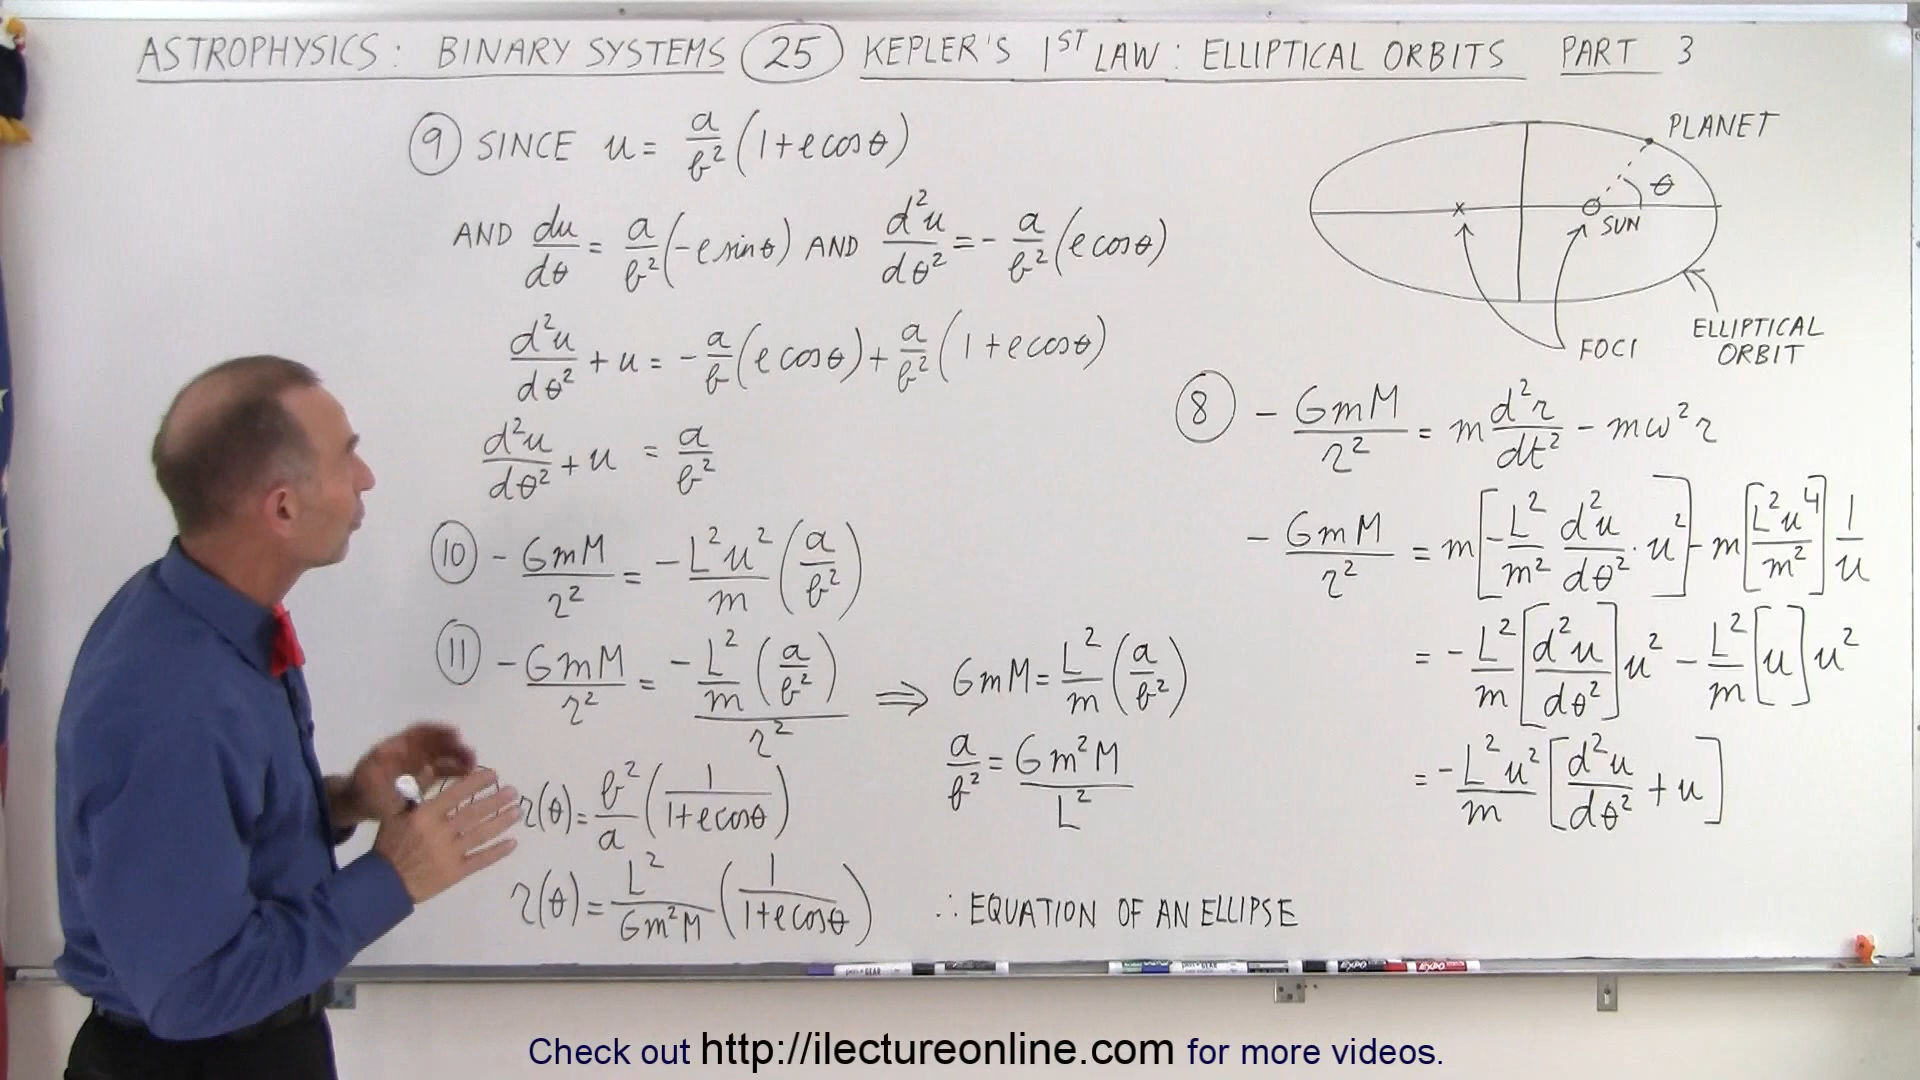 ASTROPHYSICS: BINARY SYSTEMS (25) KEPLER'S 1ST LAW: ELLIPTICAL ORBITS PART 3
(9) SINCE u = a/b² (1+e cosθ)
AND du/dθ = a/b² (-e sinθ) AND d²u/dθ² = - a/b² (e cosθ)
d²u/dθ² + u = - a/b (e cosθ) + a/b² (1+e cosθ)
d²u/dθ² + u = a/b²
(10) - GmM/r² = -L²u²/m (a/b²)
(11) - GmM/r² = -L²/m (a/b²)/r² ⇒ GmM = L²/m (a/b²)
a/b² = Gm²M/L²
r(θ) = b²/a (1/(1+e cosθ))
r(θ) = L²/Gm²M (1/(1+e cosθ)) ∴ EQUATION OF AN ELLIPSE
PLANET
θ
x
SUN
FOCI
ELLIPTICAL
ORBIT
(8) - GmM/r² = m d²r/dt² - mω²r
- GmM/r² = m[-L²/m² d²u/dθ² · u²] - m[L²u⁴/m²] 1/u
= -L²/m [d²u/dθ²] u² - L²/m [u] u²
= -L²u²/m [d²u/dθ² + u]
EXPO
EXPO
Check out http://ilectureonline.com for more videos.